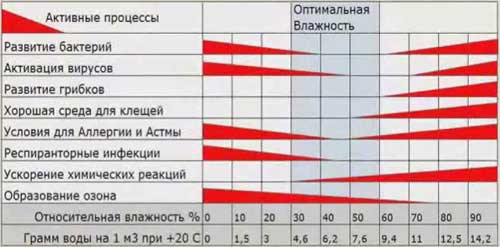 Активные процессы
Оптимальная
Влажность
Развитие бактерий
Активация вирусов
Развитие грибков
Хорошая среда для клещей
Условия для Аллергии и Астмы
Респиранторные инфекции
Ускорение химических реакций
Образование озона
Относительная влажность % 0 10 20 30 40 50 60 70 80 90
Грамм воды на 1 м3 при +20 С 0 1,5 3 4,6 6,2 7,6 9,4 11 12,5 14,2